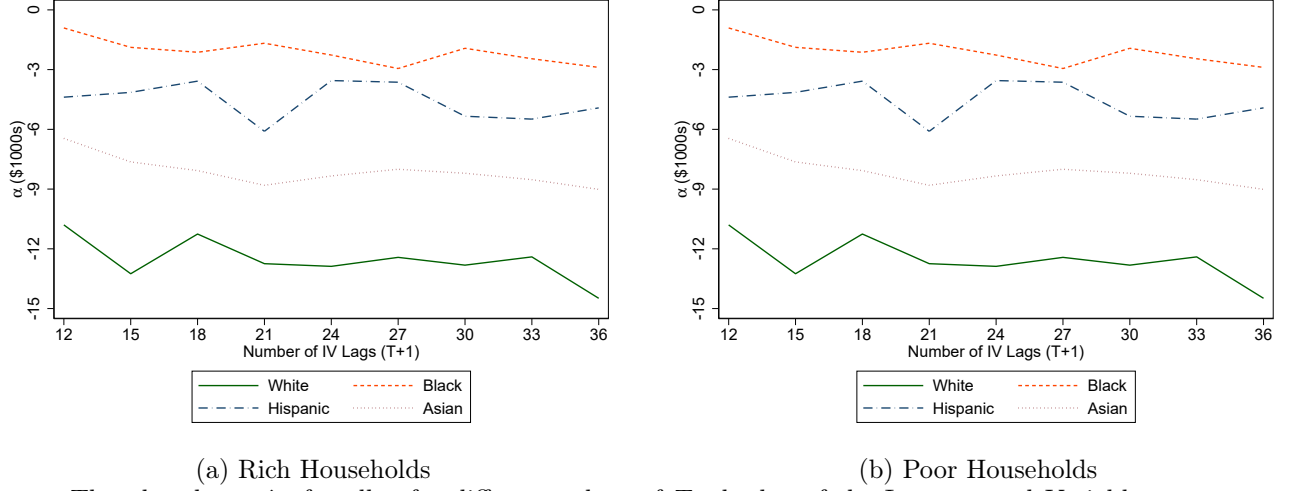 0
-3
-6
-9
-12
-15
α ($1000s)
12 15 18 21 24 27 30 33 36
Number of IV Lags (T+1)
White Black
Hispanic Asian
(a) Rich Households
0
-3
-6
-9
-12
-15
α ($1000s)
12 15 18 21 24 27 30 33 36
Number of IV Lags (T+1)
White Black
Hispanic Asian
(b) Poor Households